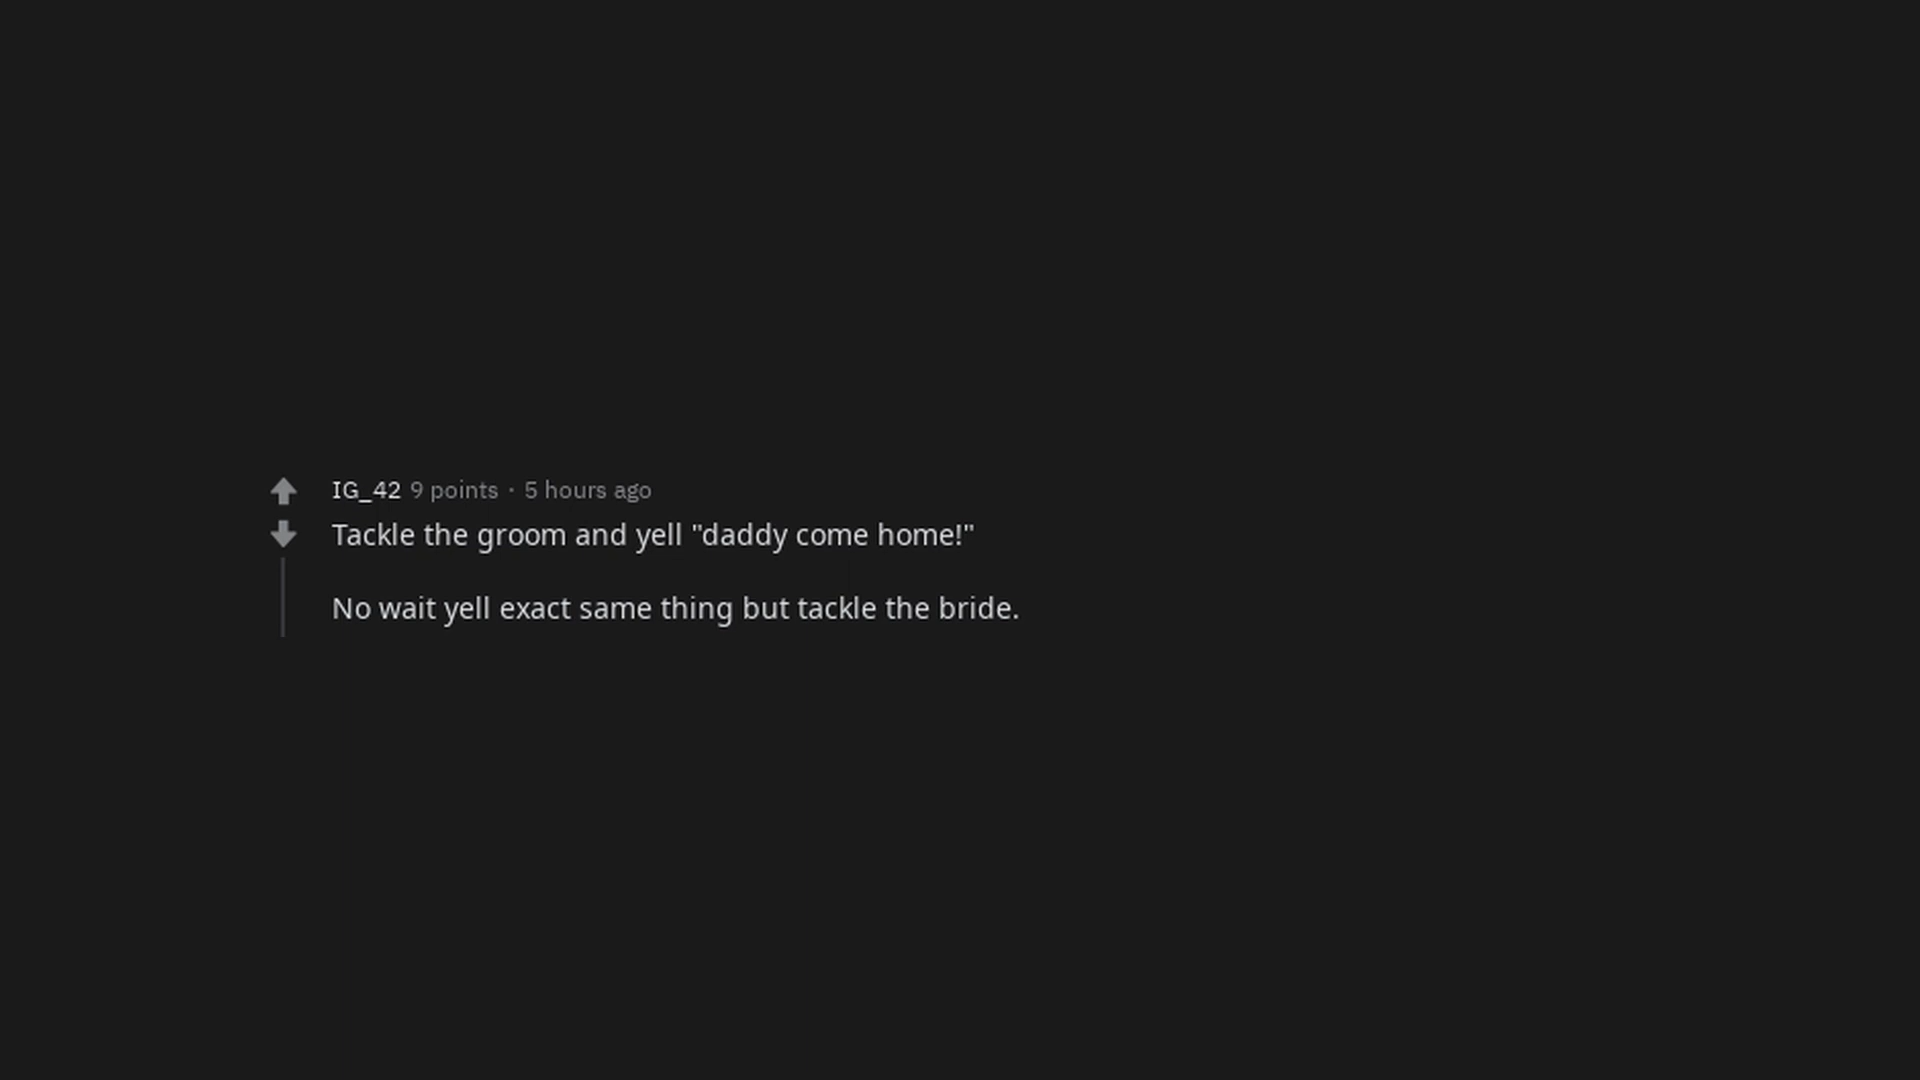 IG_42 9 points · 5 hours ago
Tackle the groom and yell "daddy come home!"
No wait yell exact same thing but tackle the bride.